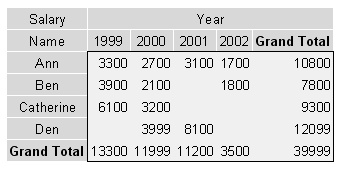 Salary Year
Name 1999 2000 2001 2002 Grand Total
Ann 3300 2700 3100 1700 10800
Ben 3900 2100 1800 7800
Catherine 6100 3200 9300
Den 3999 8100 12099
Grand Total 13300 11999 11200 3500 39999